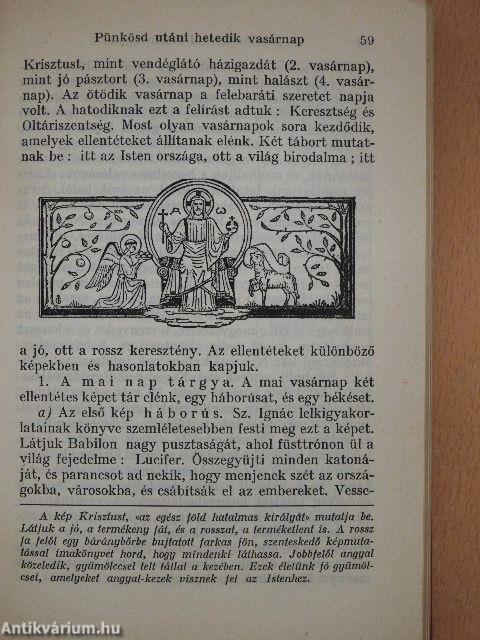 Pünkösd utáni hetedik vasárnap 59
Krisztust, mint vendéglátó házigazdát (2. vasárnap),
mint jó pásztort (3. vasárnap), mint halászt (4. vasár-
nap). Az ötödik vasárnap a felebaráti szeretet napja
volt. A hatodiknak ezt a felírást adtuk : Keresztség és
Oltáriszentség. Most olyan vasárnapok sora kezdődik,
amelyek ellentéteket állítanak elénk. Két tábort mutat-
nak be : itt az Isten országa, ott a világ birodalma ; itt
Α ω
a jó, ott a rossz keresztény. Az ellentéteket különböző
képekben és hasonlatokban kapjuk.
1. A mai nap tárgya. A mai vasárnap két
ellentétes képet tár elénk, egy háborúsat, és egy békéset.
a) Az első kép háborús. Sz. Ignác lelkigyakor-
latainak könyve szemléletesebben festi meg ezt a képet.
Látjuk Babilon nagy pusztaságát, ahol füsttrónon ül a
világ fejedelme : Lucifer. Összegyüjti minden katoná-
ját, és parancsot ad nekik, hogy menjenek szét az orszá-
gokba, városokba, és csábítsák el az embereket. Vesse-
A kép Krisztust, «az egész föld hatalmas királyát» mutatja be.
Látjuk a jó, a termékeny fát, és a rosszat, a terméketlent is. A rossz
fa felől egy báránybőrbe bujtatott farkas jön, szenteskedő képmuta-
tással imakönyvet hord, hogy mindenki láthassa. Jobbfelől angyal
közeledik, gyümölccsel telt tállal a kezében. Ezek életünk jó gyümöl-
csei, amelyeket angyal-kezek visznek fel az Istenhez.
Antikvárium.hu